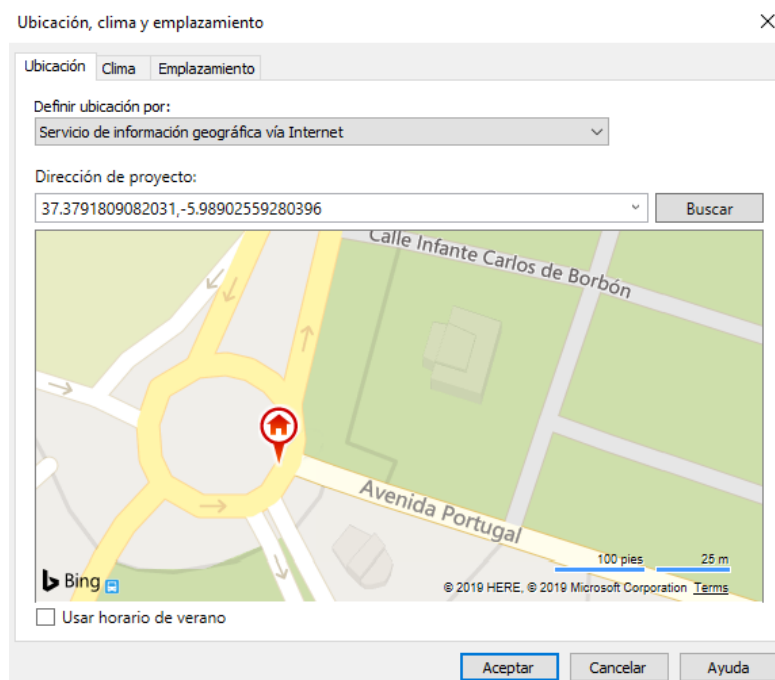 Ubicación, clima y emplazamiento
Ubicación Clima Emplazamiento
Definir ubicación por:
Servicio de información geográfica vía Internet
Dirección de proyecto:
37.3791809082031,-5.98902559280396 Buscar
Calle Infante Carlos de Borbón
Avenida Portugal
100 pies 25 m
Bing
© 2019 HERE, © 2019 Microsoft Corporation Terms
Usar horario de verano
Aceptar Cancelar Ayuda